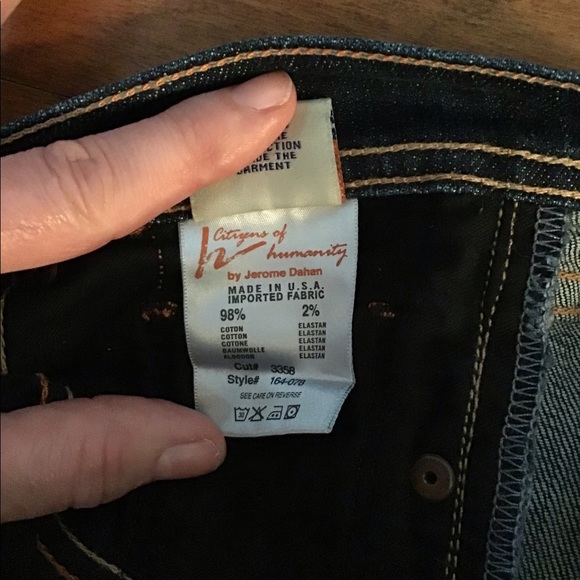 CTION
DE THE
GARMENT
Citizens of
humanity
by Jerome Dahan
MADE IN U.S.A.
IMPORTED FABRIC
98% 2%
COTON ELASTAN
COTTON ELASTAN
COTONE ELASTAN
BAUMWOLLE ELASTAN
ALGODON ELASTAN
Cut# 3358
Style# 164-078
SEE CARE ON REVERSE
30